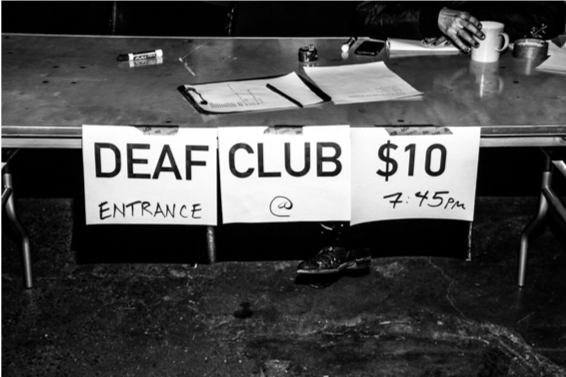 DEAF
ENTRANCE
CLUB
@
$10
7:45PM